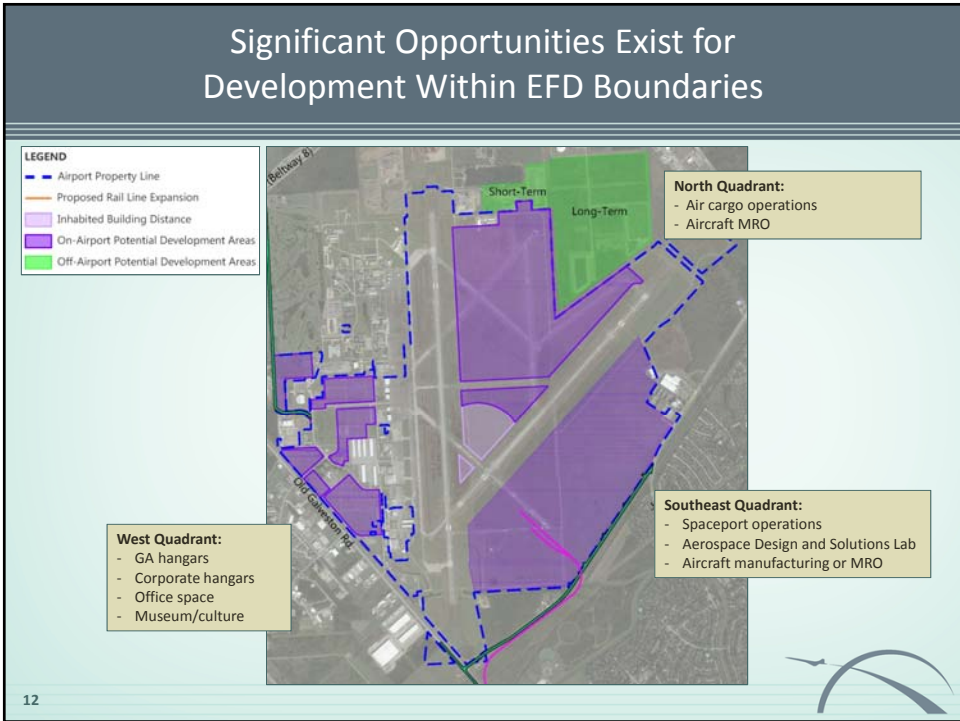 Significant Opportunities Exist for
Development Within EFD Boundaries
LEGEND
Airport Property Line
Proposed Rail Line Expansion
Inhabited Building Distance
On-Airport Potential Development Areas
Off-Airport Potential Development Areas
(Beltway 8)
Short-Term
Long-Term
North Quadrant:
- Air cargo operations
- Aircraft MRO
Old Galveston Rd.
West Quadrant:
- GA hangars
- Corporate hangars
- Office space
- Museum/culture
Southeast Quadrant:
- Spaceport operations
- Aerospace Design and Solutions Lab
- Aircraft manufacturing or MRO
12